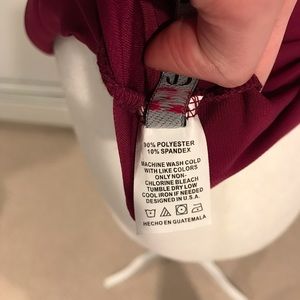 90% POLYESTER
10% SPANDEX
MACHINE WASH COLD
WITH LIKE COLORS
ONLY NON-
CHLORINE BLEACH
TUMBLE DRY LOW
COOL IRON IF NEEDED
DESIGNED IN U.S.A.
HECHO EN GUATEMALA